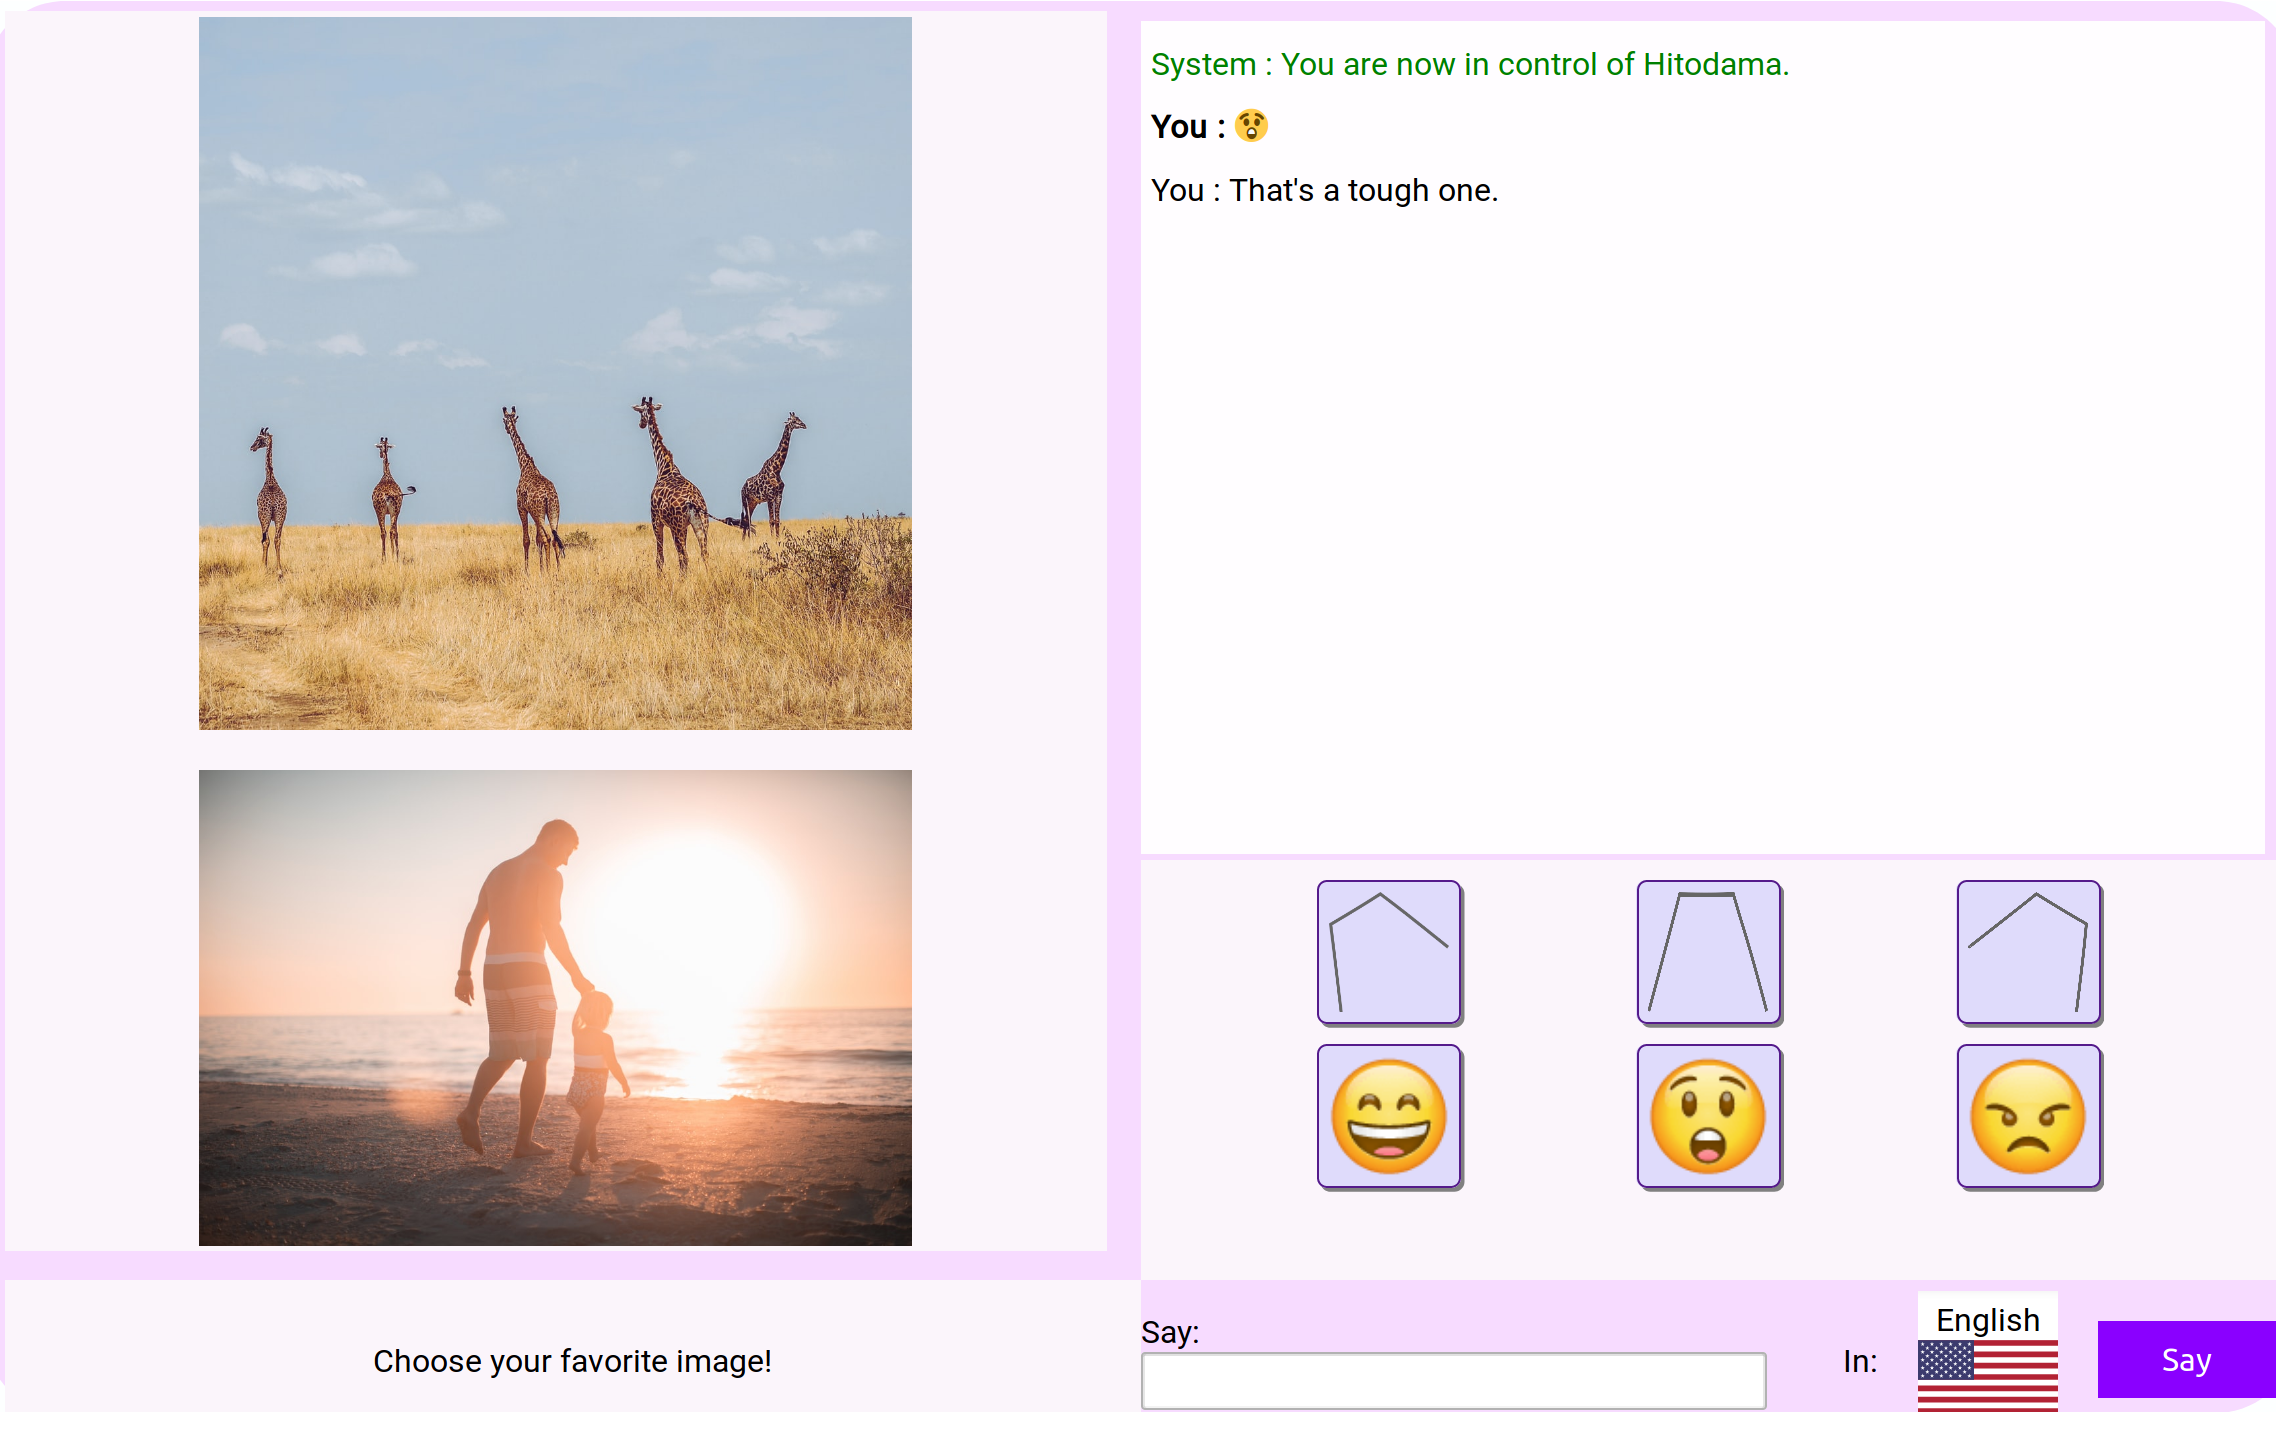 System : You are now in control of Hitodama.
You : 😲
You : That's a tough one.
Choose your favorite image!
Say:
In:
English
Say